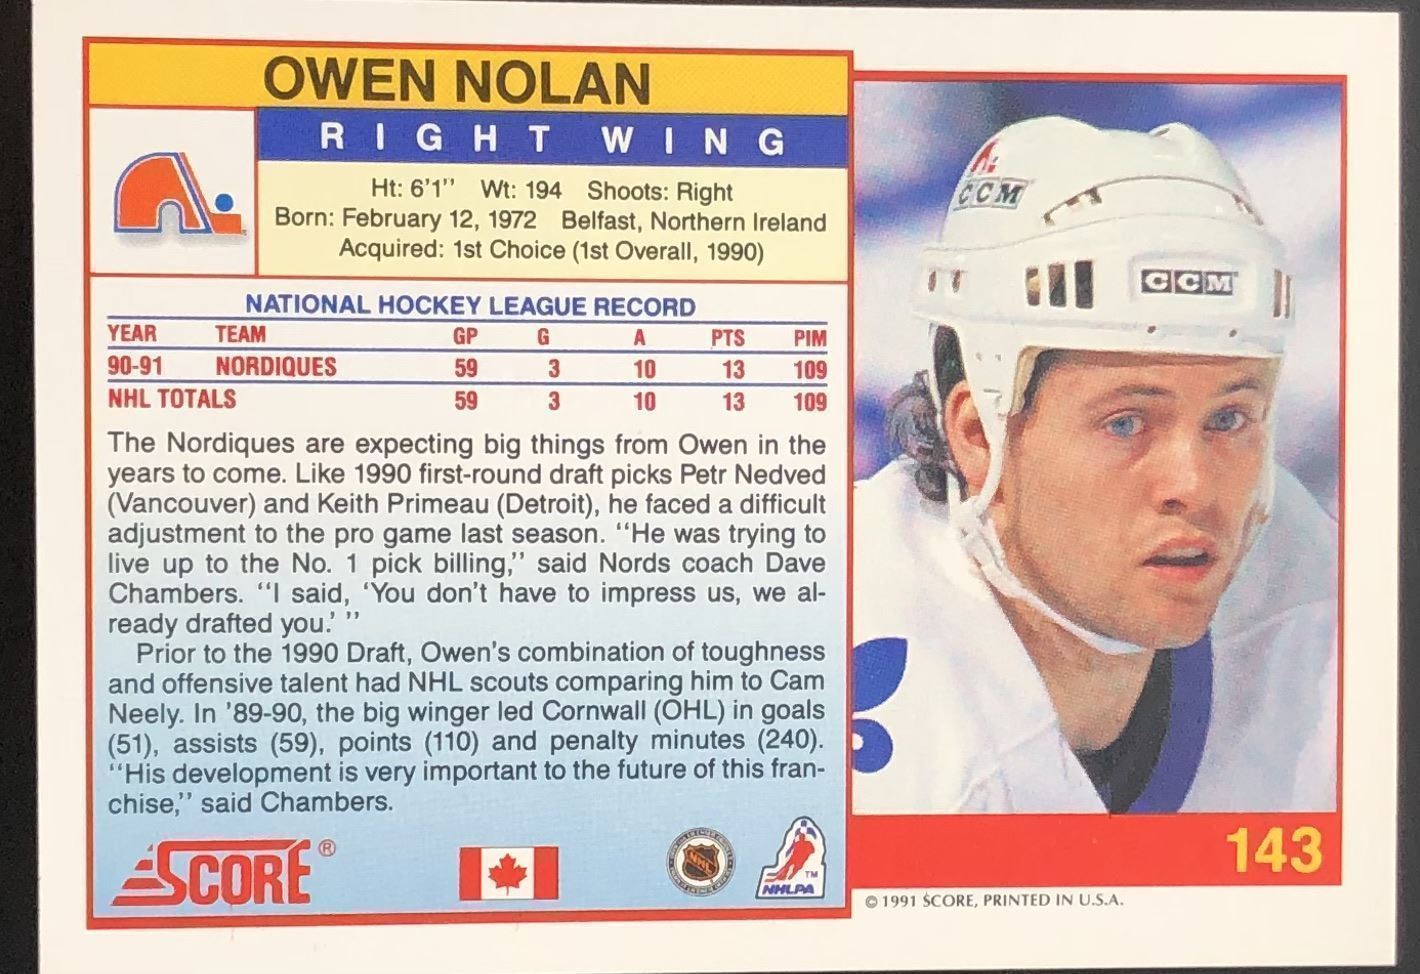 OWEN NOLAN
RIGHT WING
Ht: 6'1" Wt: 194 Shoots: Right
Born: February 12, 1972 Belfast, Northern Ireland
Acquired: 1st Choice (1st Overall, 1990)
NATIONAL HOCKEY LEAGUE RECORD
YEAR TEAM GP G A PTS PIM
90-91 NORDIQUES 59 3 10 13 109
NHL TOTALS 59 3 10 13 109
The Nordiques are expecting big things from Owen in the
years to come. Like 1990 first-round draft picks Petr Nedved
(Vancouver) and Keith Primeau (Detroit), he faced a difficult
adjustment to the pro game last season. "He was trying to
live up to the No. 1 pick billing," said Nords coach Dave
Chambers. "I said, 'You don't have to impress us, we al-
ready drafted you.' "
Prior to the 1990 Draft, Owen's combination of toughness
and offensive talent had NHL scouts comparing him to Cam
Neely. In '89-90, the big winger led Cornwall (OHL) in goals
(51), assists (59), points (110) and penalty minutes (240).
"His development is very important to the future of this fran-
chise," said Chambers.
SCORE®
NHL
NHLPA TM
CCM
CCM
143
© 1991 SCORE, PRINTED IN U.S.A.